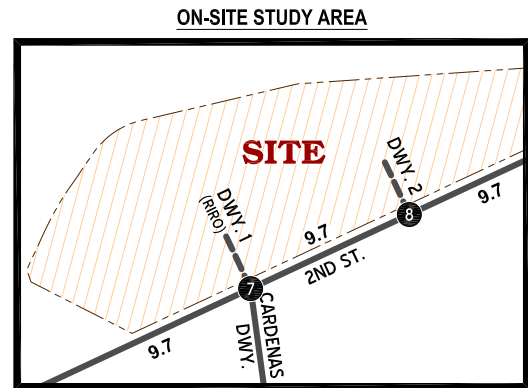 ON-SITE STUDY AREA
SITE
DWY. 1
(RIRO)
DWY. 2
9.7
8
9.7
2ND ST.
7
CARDENAS
DWY.
9.7